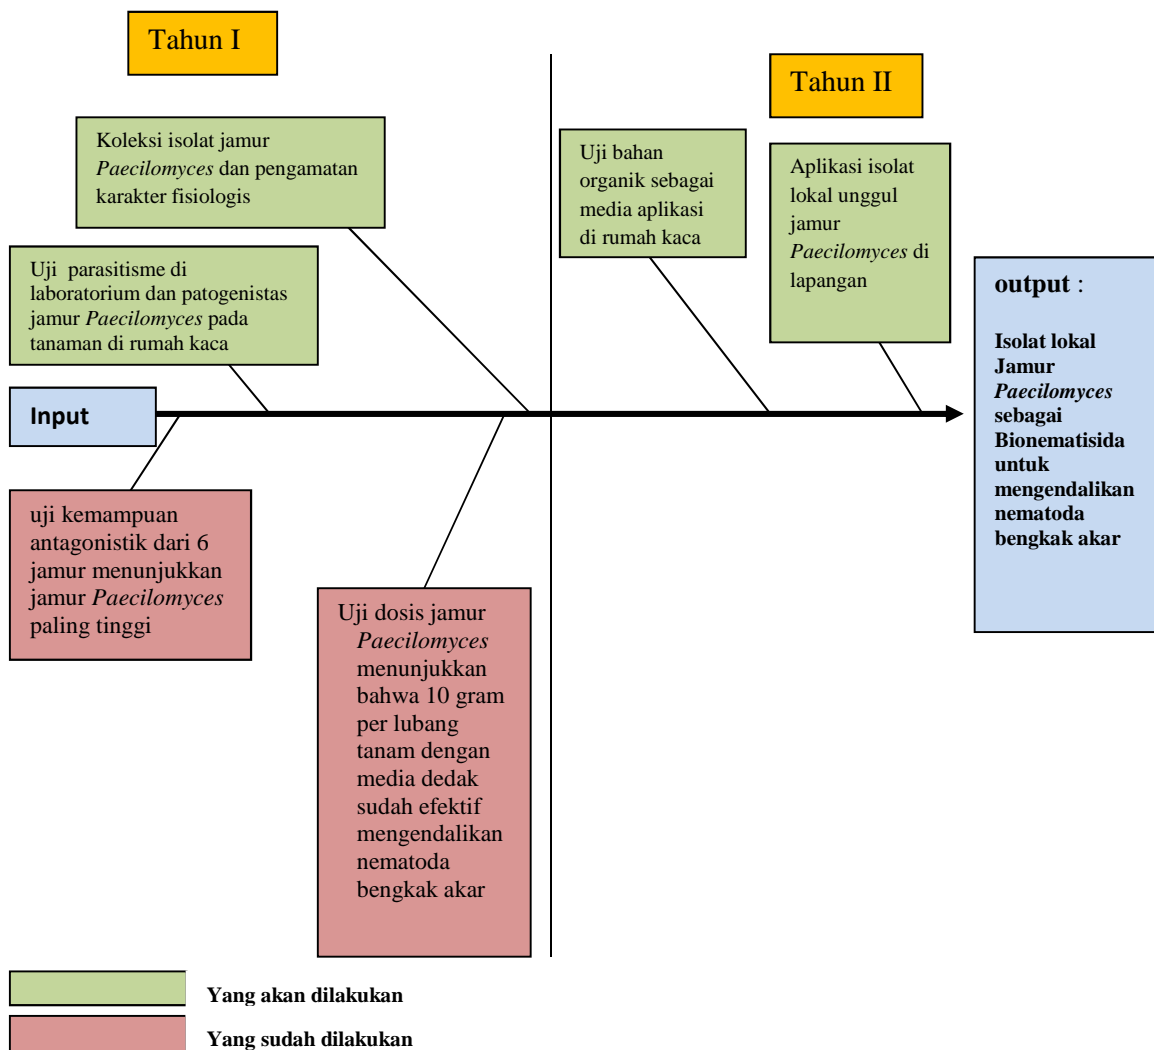 Tahun I
Tahun II
Koleksi isolat jamur
Paecilomyces dan pengamatan
karakter fisiologis
Uji parasitisme di
laboratorium dan patogenistas
jamur Paecilomyces pada
tanaman di rumah kaca
Uji bahan
organik sebagai
media aplikasi
di rumah kaca
Aplikasi isolat
lokal unggul
jamur
Paecilomyces di
lapangan
Input
output :
Isolat lokal
Jamur
Paecilomyces
sebagai
Bionematisida
untuk
mengendalikan
nematoda
bengkak akar
uji kemampuan
antagonistik dari 6
jamur menunjukkan
jamur Paecilomyces
paling tinggi
Uji dosis jamur
Paecilomyces
menunjukkan
bahwa 10 gram
per lubang
tanam dengan
media dedak
sudah efektif
mengendalikan
nematoda
bengkak akar
Yang akan dilakukan
Yang sudah dilakukan